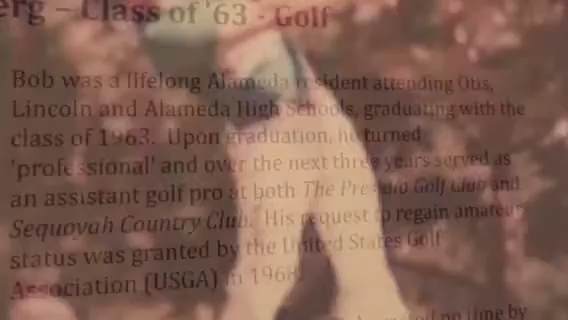 erg – Class of '63 - Golf
Bob was a lifelong Alameda resident attending Otis,
Lincoln and Alameda High Schools, graduating with the
class of 1963. Upon graduation, he turned
'professional' and over the next three years served as
an assistant golf pro at both The Presidio Golf Club and
Sequoyah Country Club. His request to regain amateur
status was granted by the United States Golf
Association (USGA) in 1968
no time by